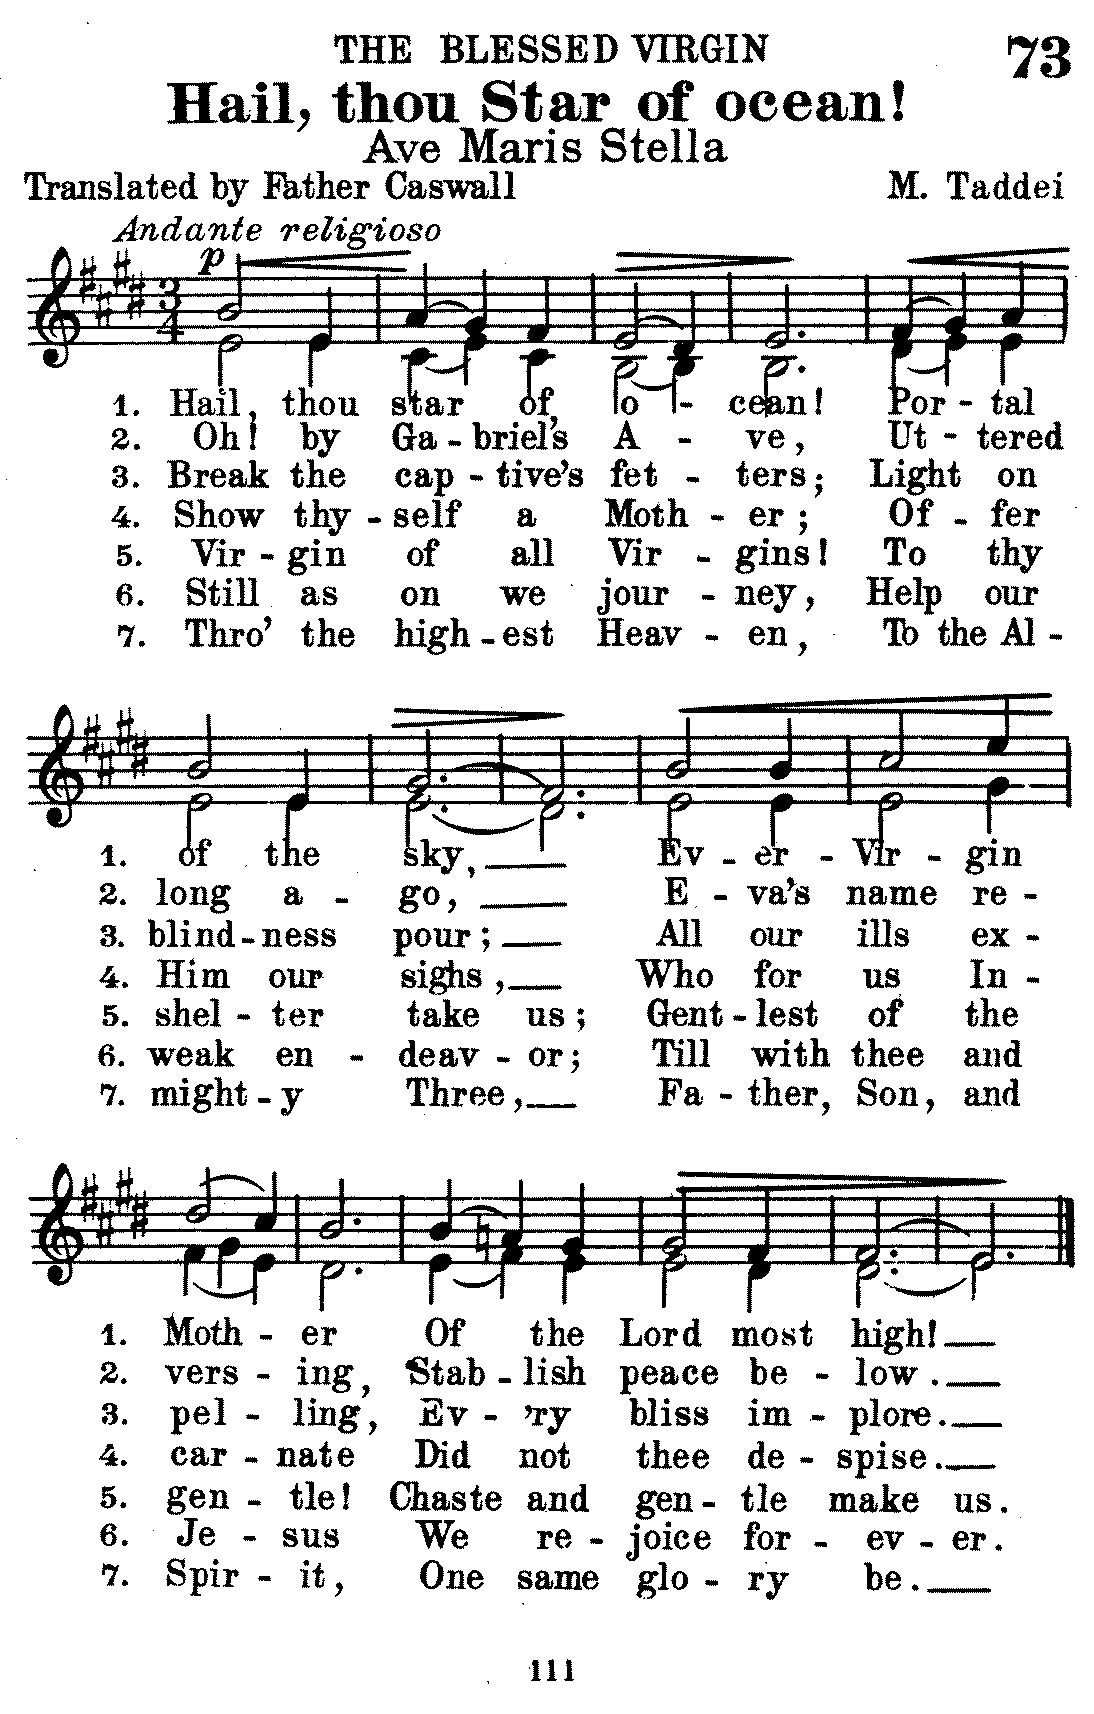 THE BLESSED VIRGIN
73
Hail, thou Star of ocean!
Ave Maris Stella
Translated by Father Caswall M. Taddei
Andante religioso
p
3/4
1. Hail, thou star of o - cean! Por - tal
2. Oh! by Ga - briel's A - ve, Ut - tered
3. Break the cap - tive's fet - ters; Light on
4. Show thy - self a Moth - er; Of - fer
5. Vir - gin of all Vir - gins! To thy
6. Still as on we jour - ney, Help our
7. Thro' the high - est Heav - en, To the Al -
1. of the sky, Ev - er - Vir - gin
2. long a - go, E - va's name re -
3. blind - ness pour; All our ills ex -
4. Him our sighs, Who for us In -
5. shel - ter take us; Gent - lest of the
6. weak en - deav - or; Till with thee and
7. might - y Three, Fa - ther, Son, and
1. Moth - er Of the Lord most high!
2. vers - ing, 'Stab - lish peace be - low.
3. pel - ling, Ev - 'ry bliss im - plore.
4. car - nate Did not thee de - spise.
5. gen - tle! Chaste and gen - tle make us.
6. Je - sus We re - joice for - ev - er.
7. Spir - it, One same glo - ry be.
111